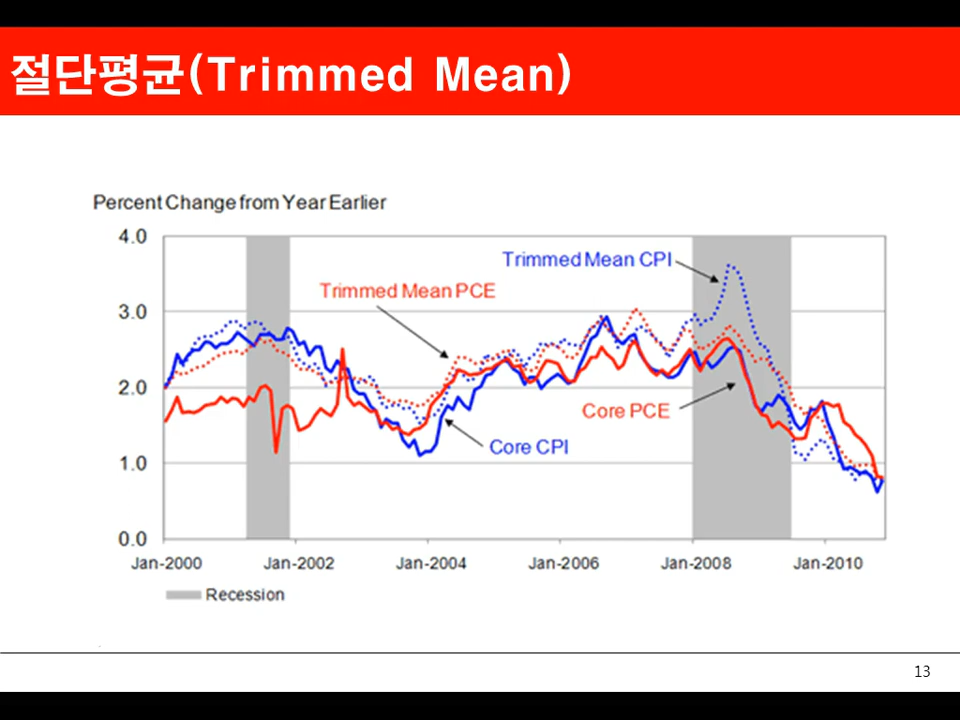 절단평균(Trimmed Mean)
Percent Change from Year Earlier
4.0
3.0
2.0
1.0
0.0
Trimmed Mean CPI
Trimmed Mean PCE
Core PCE
Core CPI
Jan-2000 Jan-2002 Jan-2004 Jan-2006 Jan-2008 Jan-2010
Recession
13